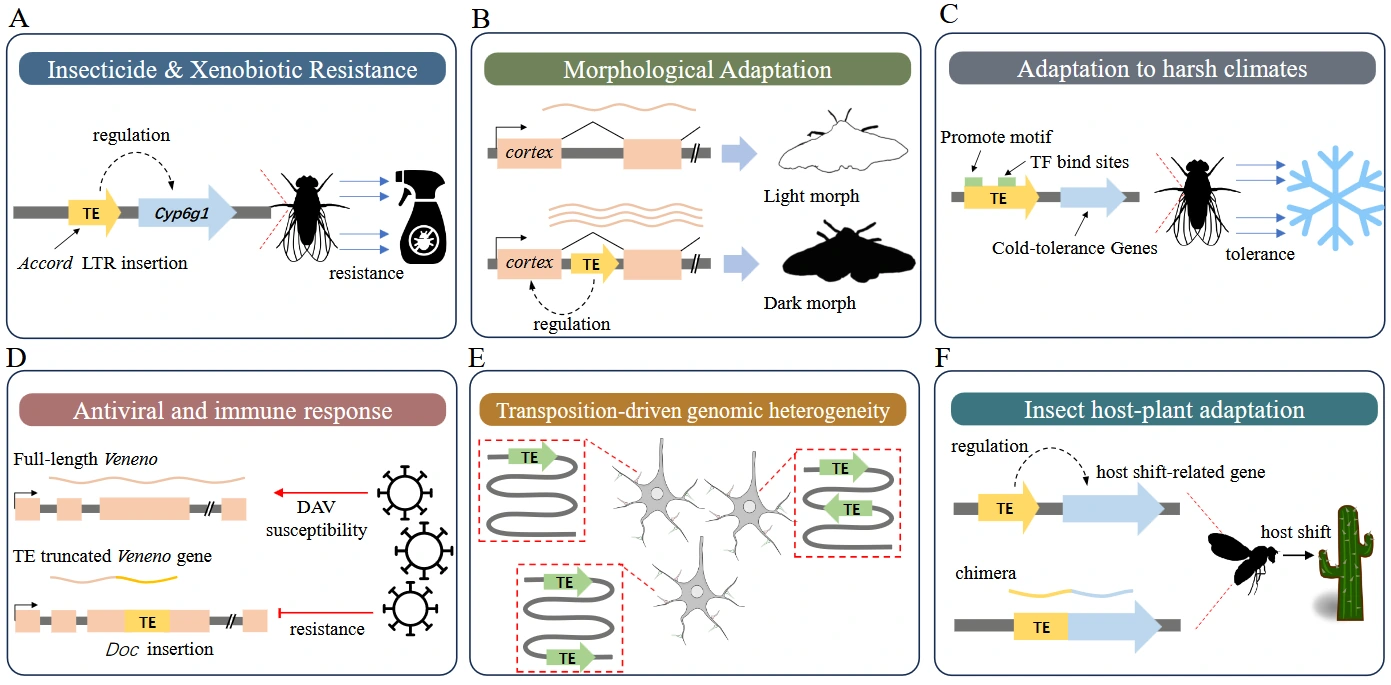 A
Insecticide & Xenobiotic Resistance
regulation
TE
Cyp6g1
Accord LTR insertion
resistance
B
Morphological Adaptation
cortex
Light morph
cortex
TE
regulation
Dark morph
C
Adaptation to harsh climates
Promote motif
TF bind sites
TE
Cold-tolerance Genes
tolerance
D
Antiviral and immune response
Full-length Veneno
DAV
susceptibility
TE truncated Veneno gene
TE
Doc insertion
resistance
E
Transposition-driven genomic heterogeneity
TE
TE
TE
TE
TE
F
Insect host-plant adaptation
regulation
host shift-related gene
TE
host shift
chimera
TE